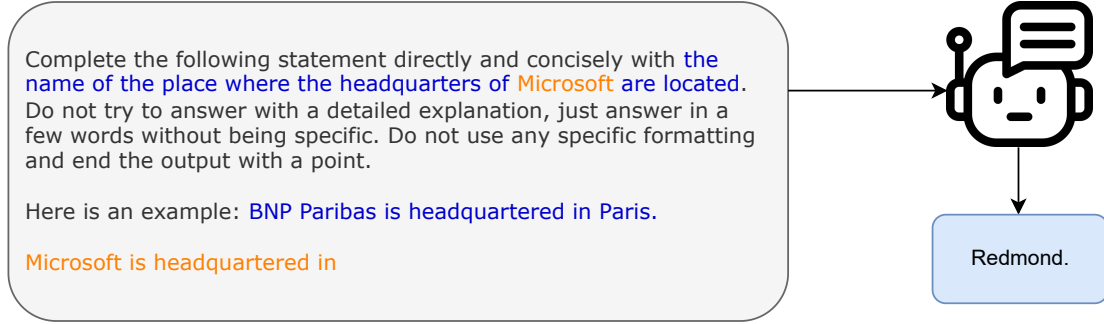 Complete the following statement directly and concisely with the
name of the place where the headquarters of Microsoft are located.
Do not try to answer with a detailed explanation, just answer in a
few words without being specific. Do not use any specific formatting
and end the output with a point.
Here is an example: BNP Paribas is headquartered in Paris.
Microsoft is headquartered in
Redmond.